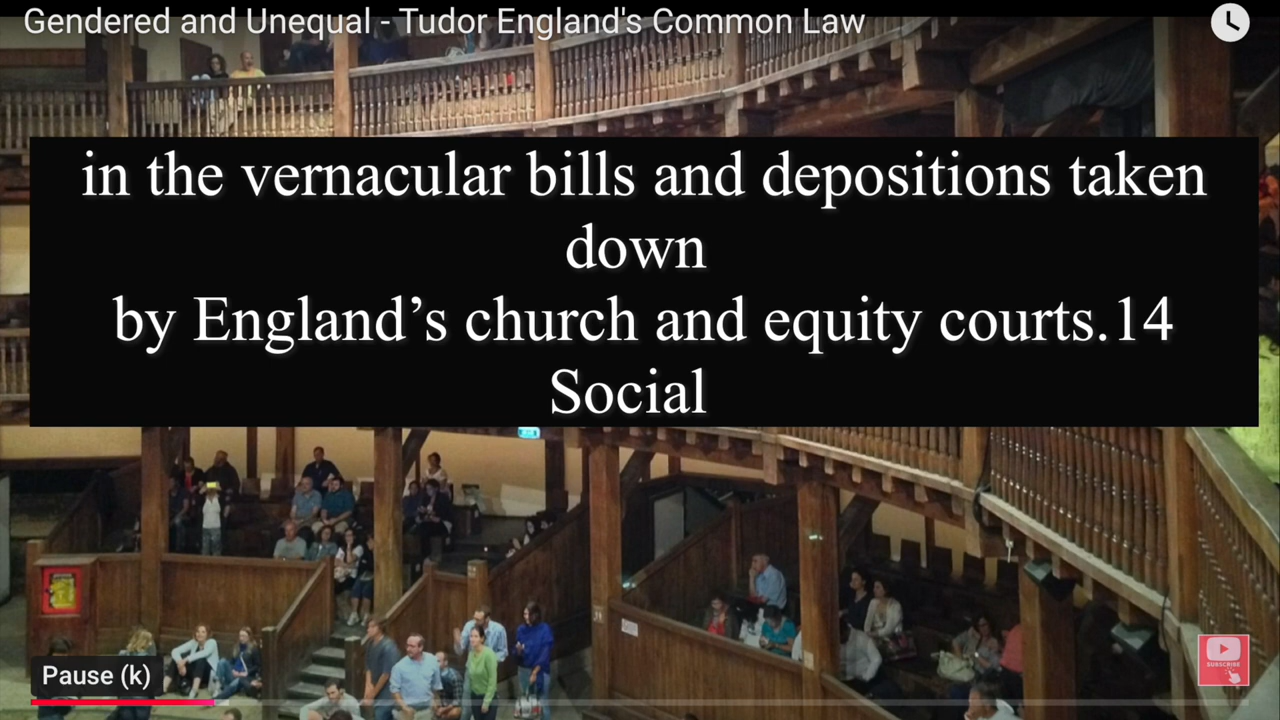 Gendered and Unequal - Tudor England's Common Law
in the vernacular bills and depositions taken
down
by England’s church and equity courts.14
Social
Pause (k)
SUBSCRIBE